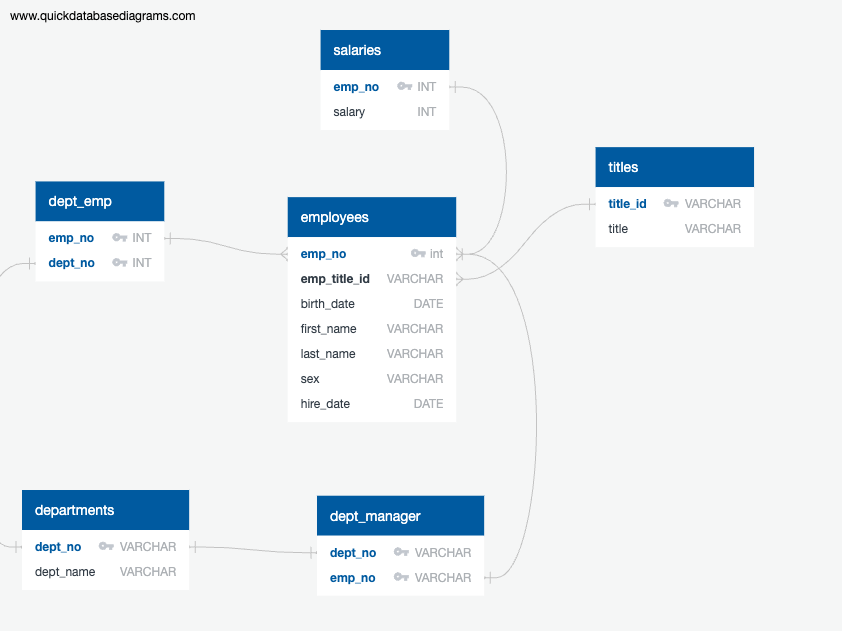 www.quickdatabasediagrams.com
salaries
emp_no INT
salary INT
titles
title_id VARCHAR
title VARCHAR
dept_emp
emp_no INT
dept_no INT
employees
emp_no int
emp_title_id VARCHAR
birth_date DATE
first_name VARCHAR
last_name VARCHAR
sex VARCHAR
hire_date DATE
departments
dept_no VARCHAR
dept_name VARCHAR
dept_manager
dept_no VARCHAR
emp_no VARCHAR